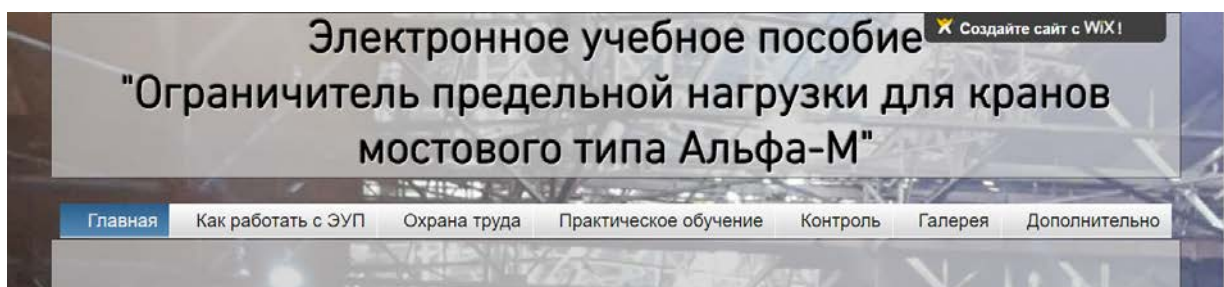 Электронное учебное пособие
Создайте сайт с WiX!
"Ограничитель предельной нагрузки для кранов
мостового типа Альфа-М"
Главная Как работать с ЭУП Охрана труда Практическое обучение Контроль Галерея Дополнительно